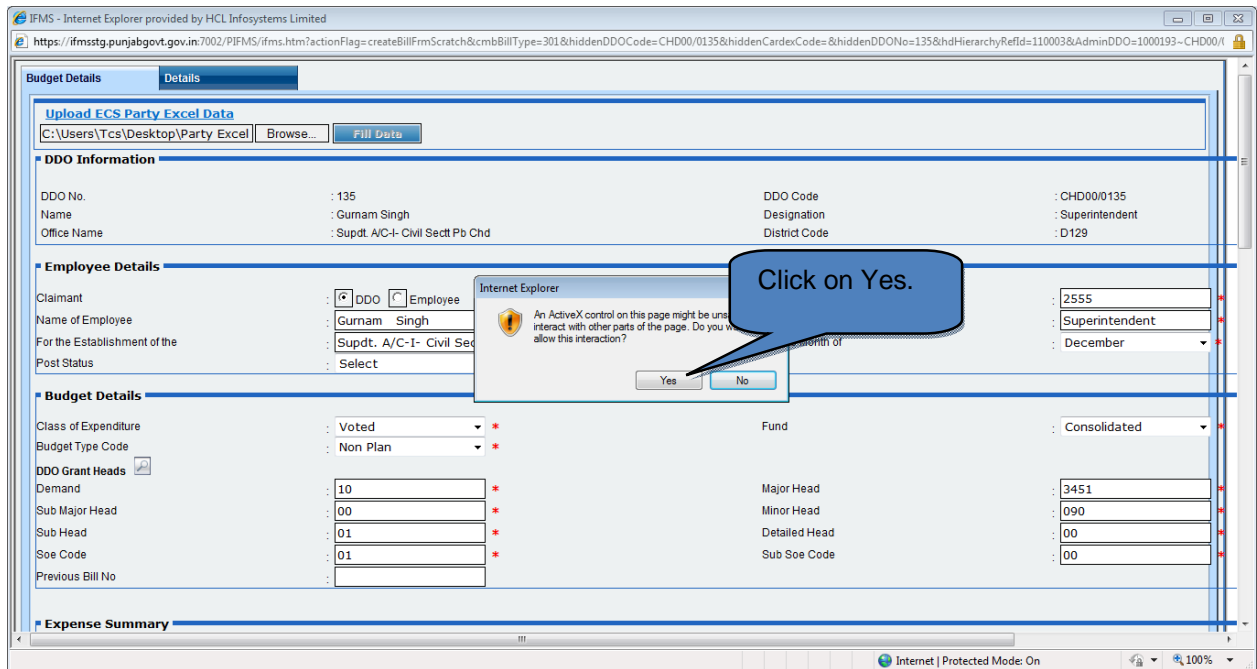 IFMS - Internet Explorer provided by HCL Infosystems Limited
https://ifmsstg.punjabgovt.gov.in:7002/PIFMS/ifms.htm?actionFlag=createBillFrmScratch&cmbBillType=301&hiddenDDOCode=CHD00/0135&hiddenCardexCode=&hiddenDDONo=135&hdHierarchyRefId=110003&AdminDDO=1000193~CHD00/(
Budget Details Details
Upload ECS Party Excel Data
C:\Users\Tcs\Desktop\Party Excel Browse... Fill Data
DDO Information
DDO No. : 135 DDO Code : CHD00/0135
Name : Gurnam Singh Designation : Superintendent
Office Name : Supdt. A/C-I- Civil Sectt Pb Chd District Code : D129
Employee Details
Claimant : DDO Employee : 2555 *
Name of Employee : Gurnam Singh : Superintendent *
For the Establishment of the : Supdt. A/C-I- Civil Sec Month of : December *
Post Status : Select
Internet Explorer
An ActiveX control on this page might be uns
interact with other parts of the page. Do you w
allow this interaction?
Yes No
Click on Yes.
Budget Details
Class of Expenditure : Voted * Fund : Consolidated *
Budget Type Code : Non Plan *
DDO Grant Heads
Demand : 10 * Major Head : 3451 *
Sub Major Head : 00 * Minor Head : 090 *
Sub Head : 01 * Detailed Head : 00 *
Soe Code : 01 * Sub Soe Code : 00 *
Previous Bill No :
Expense Summary
Internet | Protected Mode: On 100%